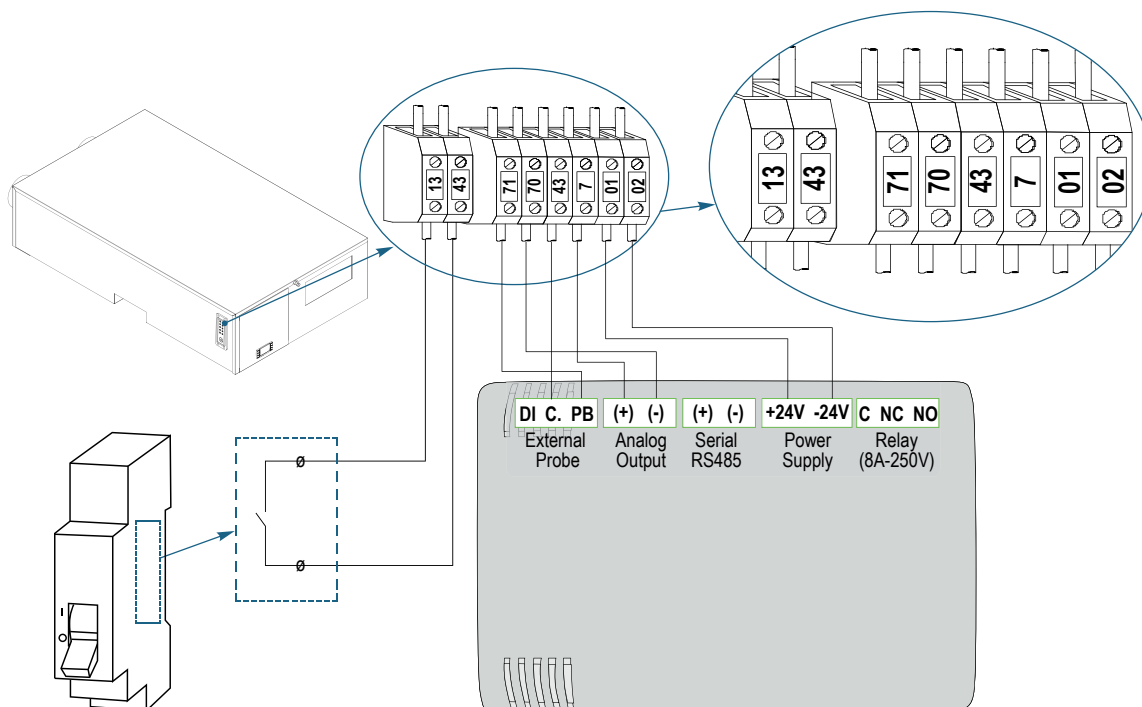 13 43 71 70 43 7 01 02
13 43 71 70 43 7 01 02
DI C. PB (+) (-) (+) (-) +24V -24V C NC NO
External Probe Analog Output Serial RS485 Power Supply Relay (8A-250V)
Ø
Ø
I
O